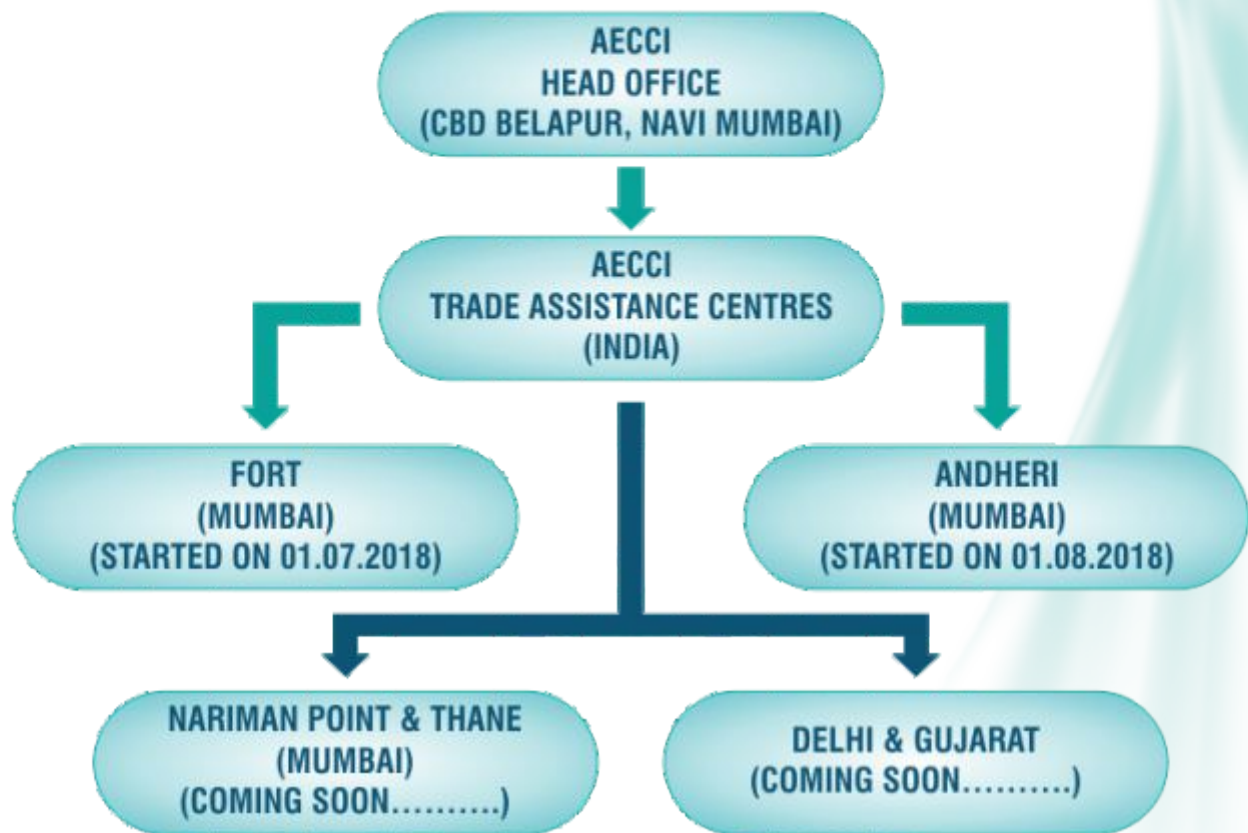 AECCI
HEAD OFFICE
(CBD BELAPUR, NAVI MUMBAI)
AECCI
TRADE ASSISTANCE CENTRES
(INDIA)
FORT
(MUMBAI)
(STARTED ON 01.07.2018)
ANDHERI
(MUMBAI)
(STARTED ON 01.08.2018)
NARIMAN POINT & THANE
(MUMBAI)
(COMING SOON..........)
DELHI & GUJARAT
(COMING SOON..........)